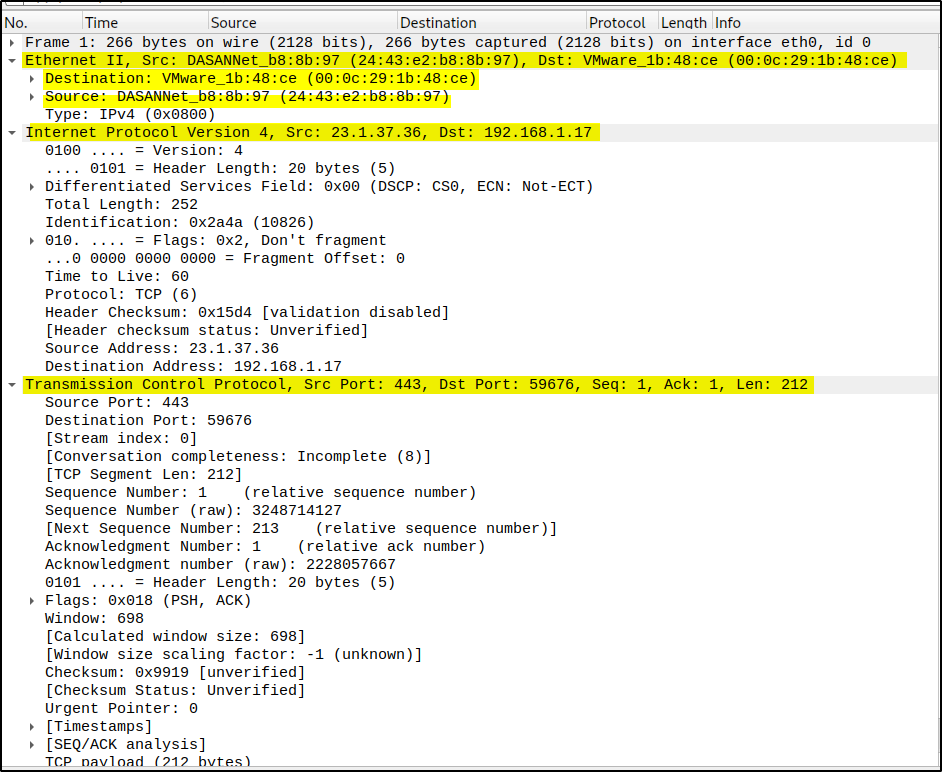 No. Time Source Destination Protocol Length Info
Frame 1: 266 bytes on wire (2128 bits), 266 bytes captured (2128 bits) on interface eth0, id 0
Ethernet II, Src: DASANNet_b8:8b:97 (24:43:e2:b8:8b:97), Dst: VMware_1b:48:ce (00:0c:29:1b:48:ce)
Destination: VMware_1b:48:ce (00:0c:29:1b:48:ce)
Source: DASANNet_b8:8b:97 (24:43:e2:b8:8b:97)
Type: IPv4 (0x0800)
Internet Protocol Version 4, Src: 23.1.37.36, Dst: 192.168.1.17
0100 .... = Version: 4
.... 0101 = Header Length: 20 bytes (5)
Differentiated Services Field: 0x00 (DSCP: CS0, ECN: Not-ECT)
Total Length: 252
Identification: 0x2a4a (10826)
010. .... = Flags: 0x2, Don't fragment
...0 0000 0000 0000 = Fragment Offset: 0
Time to Live: 60
Protocol: TCP (6)
Header Checksum: 0x15d4 [validation disabled]
[Header checksum status: Unverified]
Source Address: 23.1.37.36
Destination Address: 192.168.1.17
Transmission Control Protocol, Src Port: 443, Dst Port: 59676, Seq: 1, Ack: 1, Len: 212
Source Port: 443
Destination Port: 59676
[Stream index: 0]
[Conversation completeness: Incomplete (8)]
[TCP Segment Len: 212]
Sequence Number: 1    (relative sequence number)
Sequence Number (raw): 3248714127
[Next Sequence Number: 213    (relative sequence number)]
Acknowledgment Number: 1    (relative ack number)
Acknowledgment number (raw): 2228057667
0101 .... = Header Length: 20 bytes (5)
Flags: 0x018 (PSH, ACK)
Window: 698
[Calculated window size: 698]
[Window size scaling factor: -1 (unknown)]
Checksum: 0x9919 [unverified]
[Checksum Status: Unverified]
Urgent Pointer: 0
[Timestamps]
[SEQ/ACK analysis]
TCP payload (212 bytes)